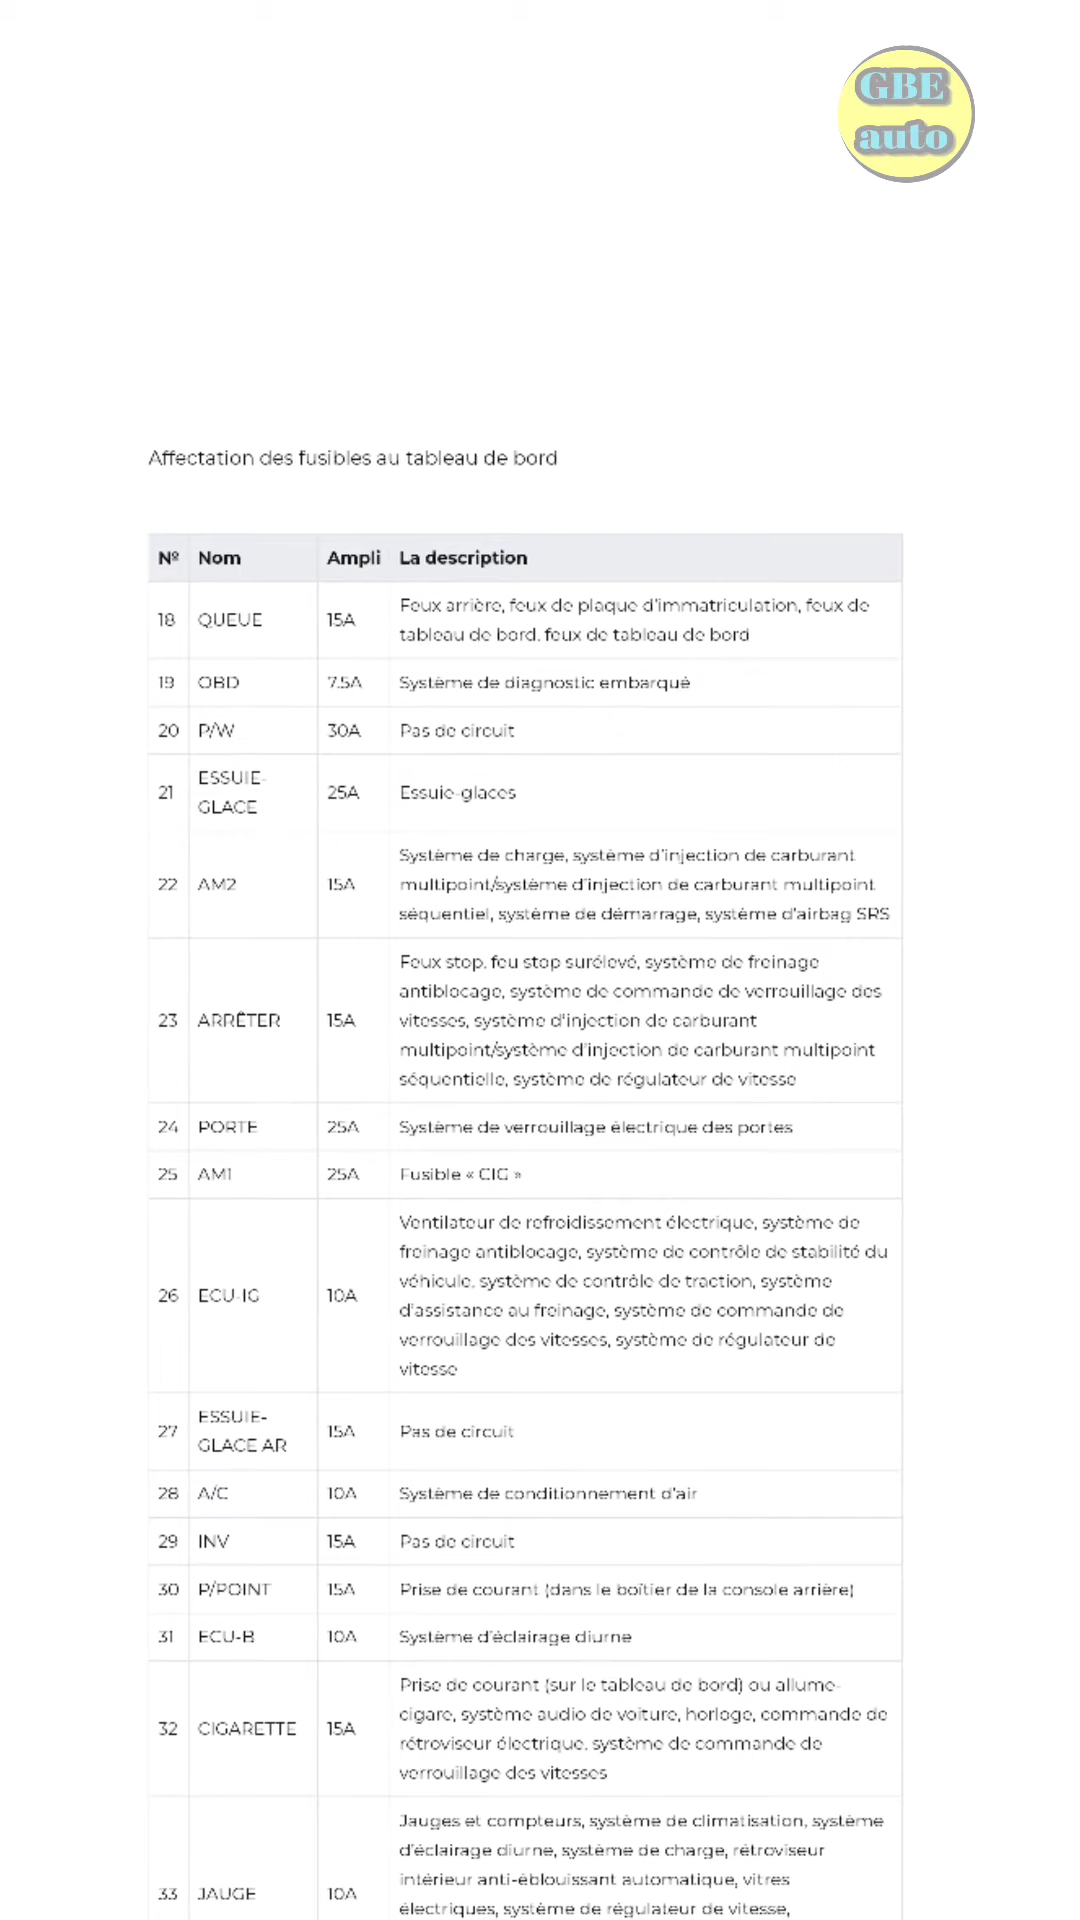 GBE
auto
Affectation des fusibles au tableau de bord
Nº Nom Ampli La description
18 QUEUE 15A Feux arrière, feux de plaque d'immatriculation, feux de
tableau de bord, feux de tableau de bord
19 OBD 7.5A Système de diagnostic embarqué
20 P/W 30A Pas de circuit
21 ESSUIE-
GLACE 25A Essuie-glaces
22 AM2 15A Système de charge, système d'injection de carburant
multipoint/système d'injection de carburant multipoint
séquentiel, système de démarrage, système d'airbag SRS
23 ARRÊTER 15A Feux stop, feu stop surélevé, système de freinage
antiblocage, système de commande de verrouillage des
vitesses, système d'injection de carburant
multipoint/système d'injection de carburant multipoint
séquentielle, système de régulateur de vitesse
24 PORTE 25A Système de verrouillage électrique des portes
25 AM1 25A Fusible « CIG »
26 ECU-IG 10A Ventilateur de refroidissement électrique, système de
freinage antiblocage, système de contrôle de stabilité du
véhicule, système de contrôle de traction, système
d'assistance au freinage, système de commande de
verrouillage des vitesses, système de régulateur de
vitesse
27 ESSUIE-
GLACE AR 15A Pas de circuit
28 A/C 10A Système de conditionnement d'air
29 INV 15A Pas de circuit
30 P/POINT 15A Prise de courant (dans le boîtier de la console arrière)
31 ECU-B 10A Système d'éclairage diurne
32 CIGARETTE 15A Prise de courant (sur le tableau de bord) ou allume-
cigare, système audio de voiture, horloge, commande de
rétroviseur électrique, système de commande de
verrouillage des vitesses
33 JAUGE 10A Jauges et compteurs, système de climatisation, système
d'éclairage diurne, système de charge, rétroviseur
intérieur anti-éblouissant automatique, vitres
électriques, système de régulateur de vitesse,